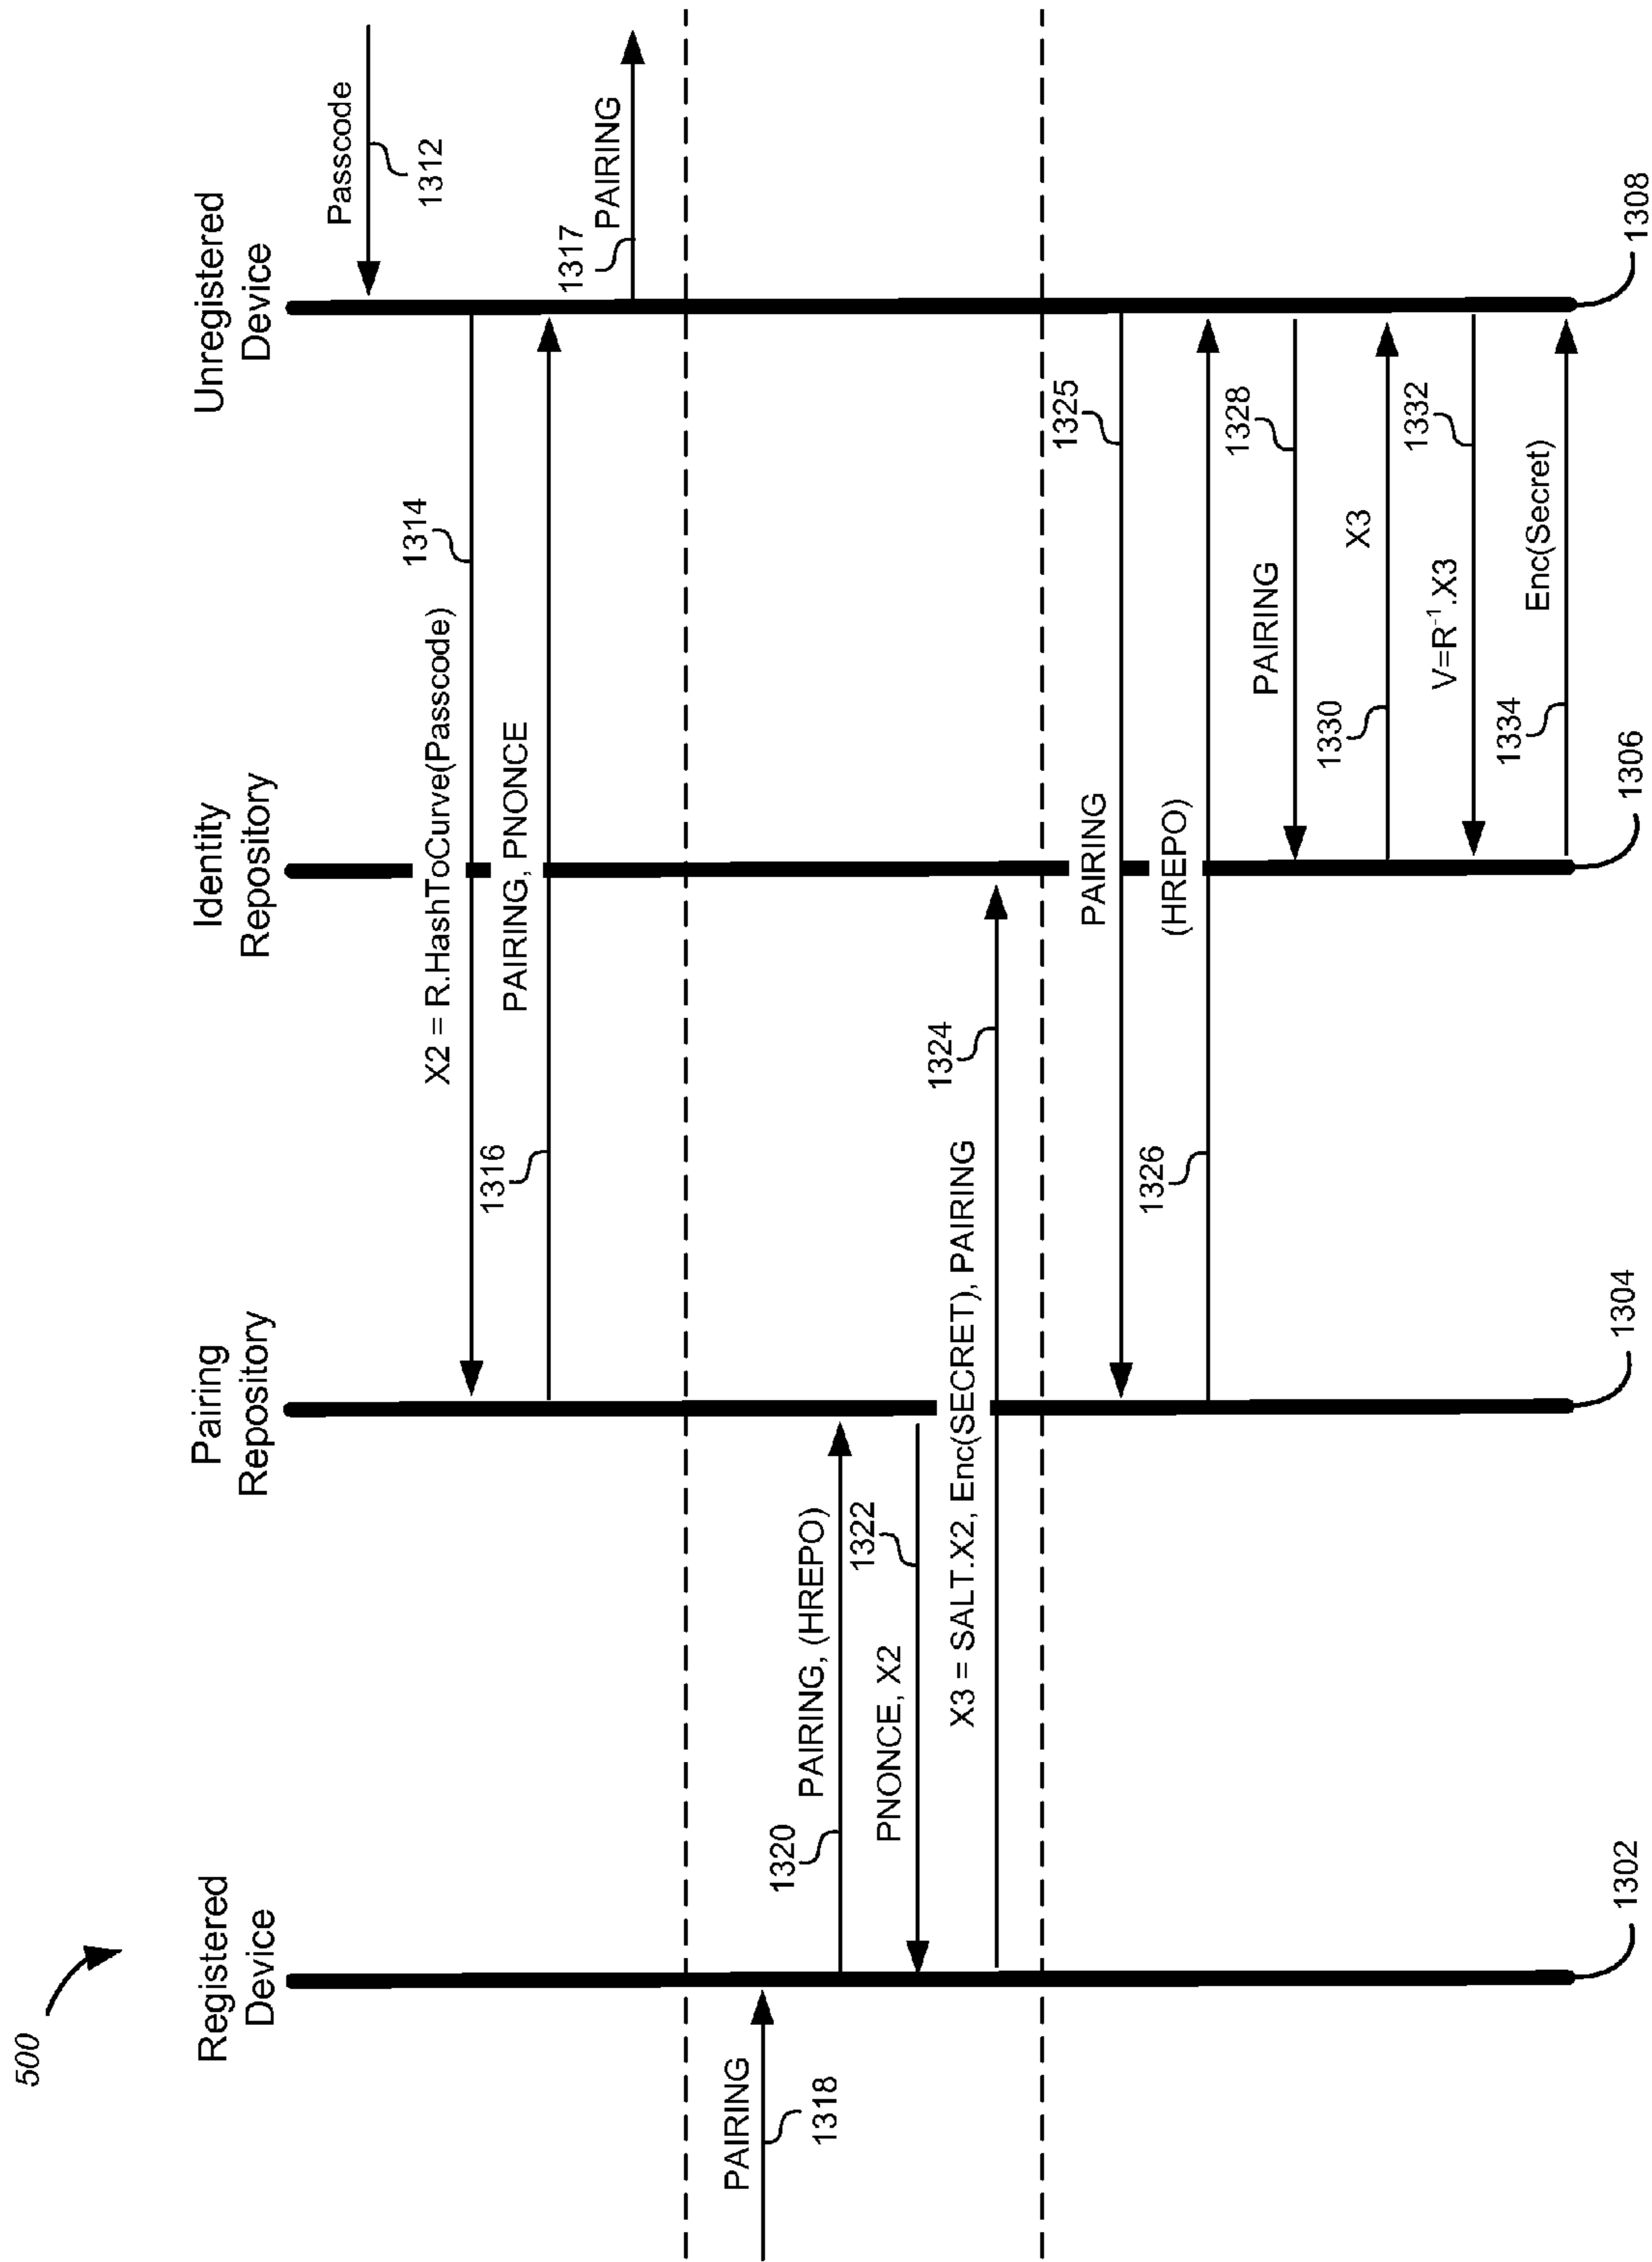 500
Registered
Device
Pairing
Repository
Identity
Repository
Unregistered
Device
Passcode
1312
1314
X2 = R.HashToCurve(Passcode)
1316
PAIRING, PNONCE
1317
PAIRING
PAIRING
1318
1320
PAIRING, (HREPO)
1322
PNONCE, X2
1324
X3 = SALT.X2, Enc(SECRET), PAIRING
1325
PAIRING
1326
(HREPO)
1328
PAIRING
1330
X3
1332
V=R⁻¹.X3
1334
Enc(Secret)
1302
1304
1306
1308